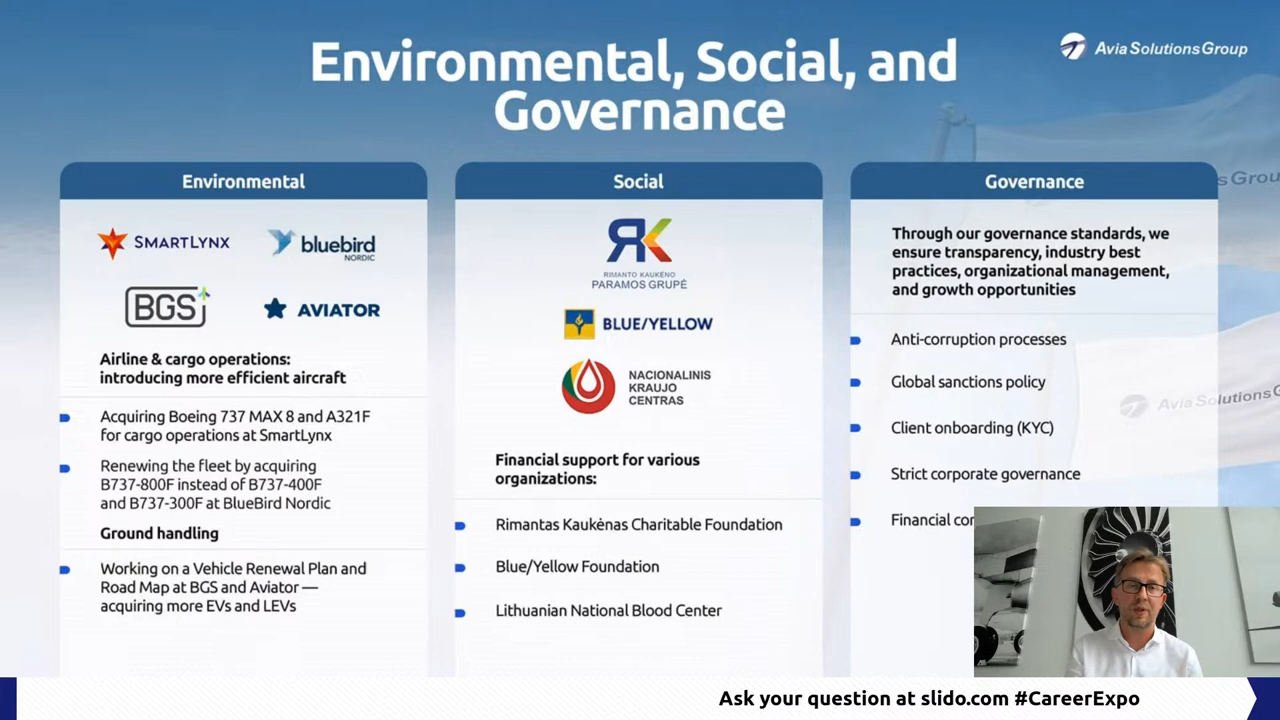 Environmental, Social, and
Governance
Avia Solutions Group
Environmental
SMARTLYNX
bluebird
NORDIC
BGS
AVIATOR
Airline & cargo operations:
introducing more efficient aircraft
Acquiring Boeing 737 MAX 8 and A321F
for cargo operations at SmartLynx
Renewing the fleet by acquiring
B737-800F instead of B737-400F
and B737-300F at BlueBird Nordic
Ground handling
Working on a Vehicle Renewal Plan and
Road Map at BGS and Aviator —
acquiring more EVs and LEVs
Social
RK
RIMANTO KAUKĖNO
PARAMOS GRUPĖ
BLUE/YELLOW
NACIONALINIS
KRAUJO
CENTRAS
Financial support for various
organizations:
Rimantas Kaukėnas Charitable Foundation
Blue/Yellow Foundation
Lithuanian National Blood Center
Governance
Through our governance standards, we
ensure transparency, industry best
practices, organizational management,
and growth opportunities
Anti-corruption processes
Global sanctions policy
Client onboarding (KYC)
Strict corporate governance
Financial
Avia Solutions
Ask your question at slido.com #CareerExpo